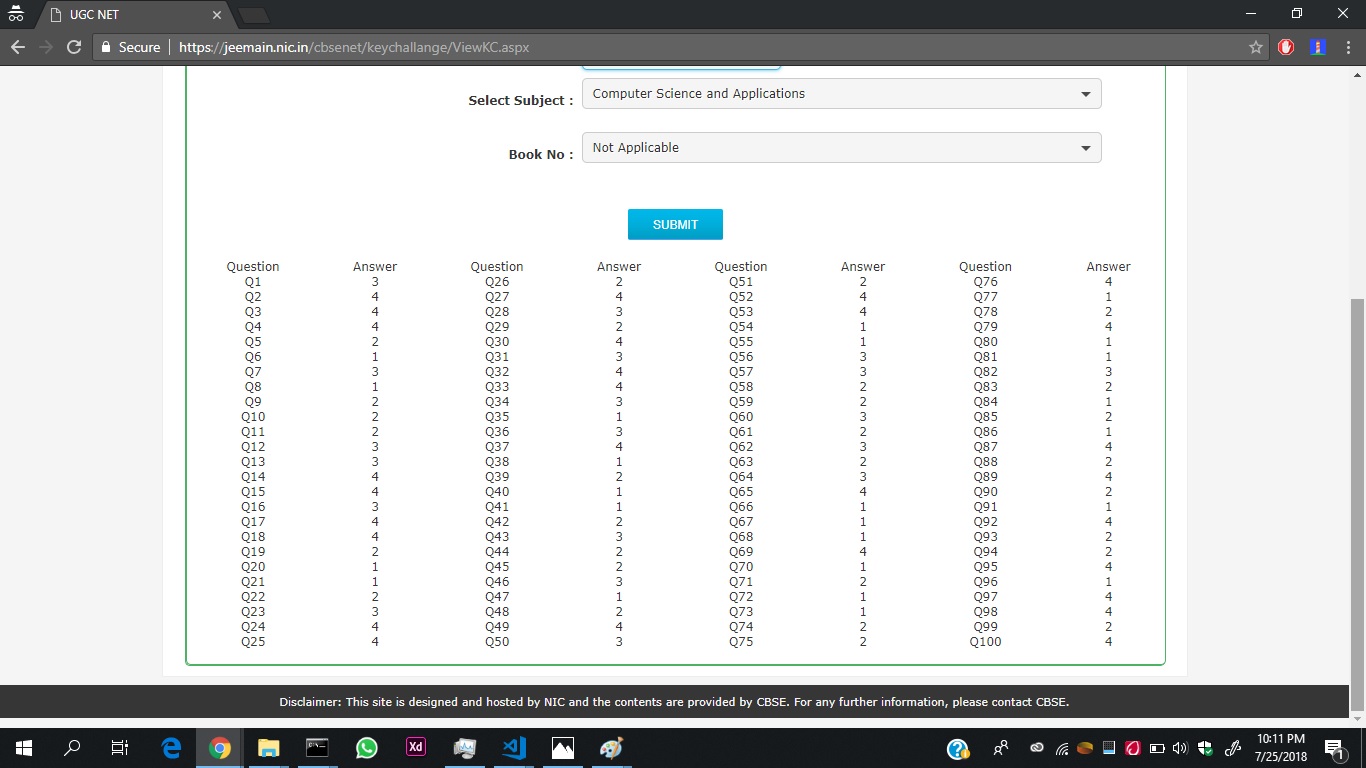 UGC NET
Secure https://jeemain.nic.in/cbsenet/keychallange/ViewKC.aspx
Select Subject : Computer Science and Applications
Book No : Not Applicable
SUBMIT
Question Answer Question Answer Question Answer Question Answer
Q1 3 Q26 2 Q51 2 Q76 4
Q2 4 Q27 4 Q52 4 Q77 1
Q3 4 Q28 3 Q53 4 Q78 2
Q4 4 Q29 2 Q54 1 Q79 4
Q5 2 Q30 4 Q55 1 Q80 1
Q6 1 Q31 3 Q56 3 Q81 1
Q7 3 Q32 4 Q57 3 Q82 3
Q8 1 Q33 4 Q58 2 Q83 2
Q9 2 Q34 3 Q59 2 Q84 1
Q10 2 Q35 1 Q60 3 Q85 2
Q11 2 Q36 3 Q61 2 Q86 1
Q12 3 Q37 4 Q62 3 Q87 4
Q13 3 Q38 1 Q63 2 Q88 2
Q14 4 Q39 2 Q64 3 Q89 4
Q15 4 Q40 1 Q65 4 Q90 2
Q16 3 Q41 1 Q66 1 Q91 1
Q17 4 Q42 2 Q67 1 Q92 4
Q18 4 Q43 3 Q68 1 Q93 2
Q19 2 Q44 2 Q69 4 Q94 2
Q20 1 Q45 2 Q70 1 Q95 4
Q21 1 Q46 3 Q71 2 Q96 1
Q22 2 Q47 1 Q72 1 Q97 4
Q23 3 Q48 2 Q73 1 Q98 4
Q24 4 Q49 4 Q74 2 Q99 2
Q25 4 Q50 3 Q75 2 Q100 4
Disclaimer: This site is designed and hosted by NIC and the contents are provided by CBSE. For any further information, please contact CBSE.
Xd
10:11 PM
7/25/2018
1